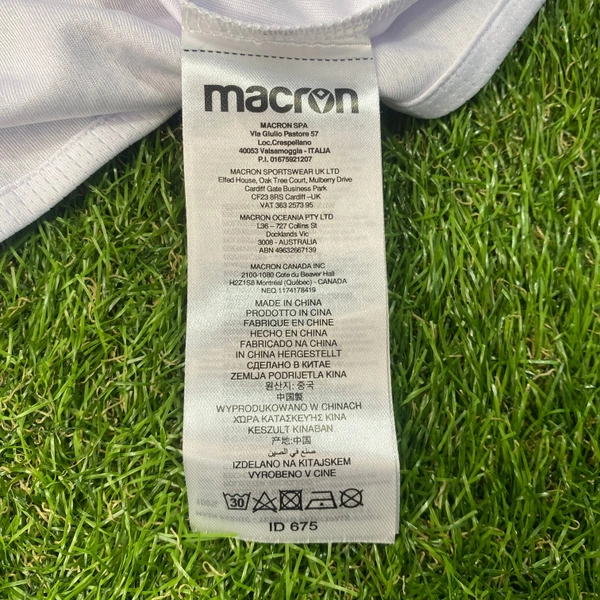 macron
MACRON SPA
Via Giulio Pastore 57
Loc.Crespellano
40053 Valsamoggia - ITALIA
P.I. 01675921207
MACRON SPORTSWEAR UK LTD
Elfed House, Oak Tree Court, Mulberry Drive
Cardiff Gate Business Park
CF23 8RS Cardiff –UK
VAT 363 2573 95
MACRON OCEANIA PTY LTD
L36 – 727 Collins St
Docklands Vic
3008 - AUSTRALIA
ABN 49632667139
MACRON CANADA INC
2100-1080 Cote du Beaver Hall
H2Z1S8 Montréal (Québec) - CANADA
NEQ 1174178419
MADE IN CHINA
PRODOTTO IN CINA
FABRIQUE EN CHINE
HECHO EN CHINA
FABRICADO NA CHINA
IN CHINA HERGESTELLT
СДЕЛАНО В КИТАЕ
ZEMLJA PODRIJETLA KINA
원산지: 중국
中国製
WYPRODUKOWANO W CHINACH
ΧΩΡΑ ΚΑΤΑΣΚΕΥΗΣ ΚΙΝΑ
KESZULT KINABAN
产地:中国
صنع في الصين
IZDELANO NA KITAJSKEM
VYROBENO V CINE
30
ID 675